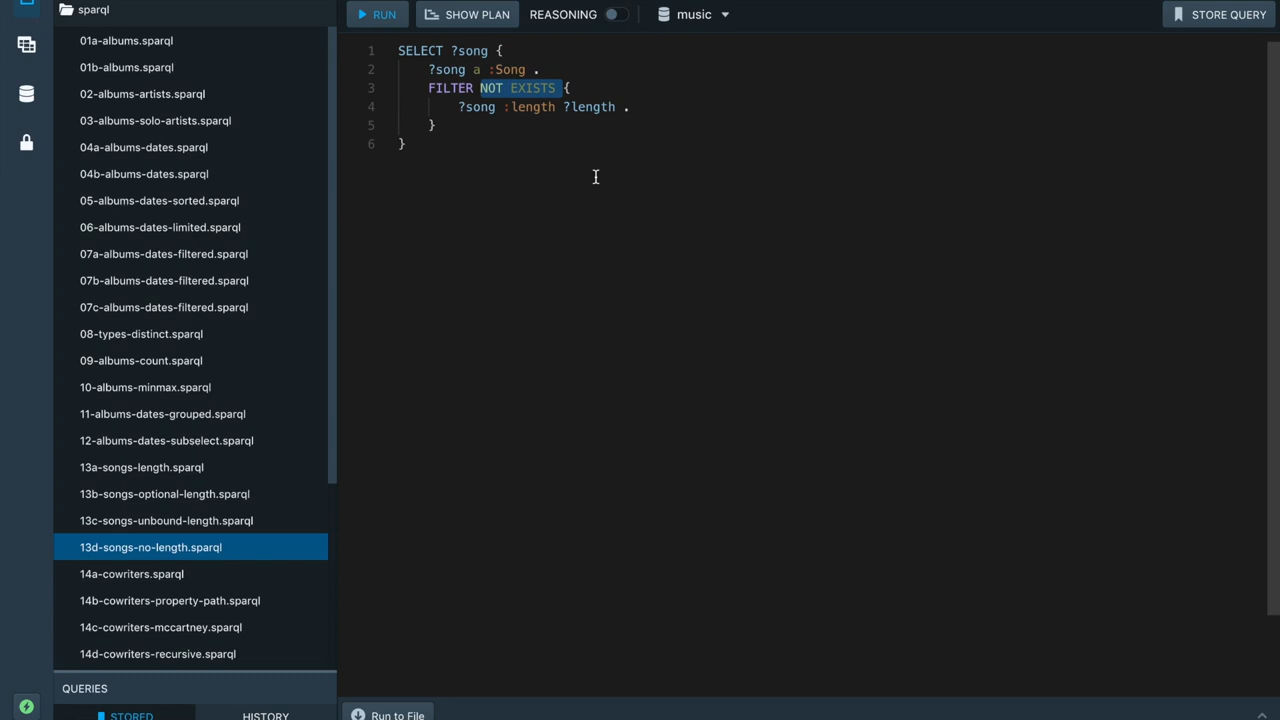 sparql
01a-albums.sparql
01b-albums.sparql
02-albums-artists.sparql
03-albums-solo-artists.sparql
04a-albums-dates.sparql
04b-albums-dates.sparql
05-albums-dates-sorted.sparql
06-albums-dates-limited.sparql
07a-albums-dates-filtered.sparql
07b-albums-dates-filtered.sparql
07c-albums-dates-filtered.sparql
08-types-distinct.sparql
09-albums-count.sparql
10-albums-minmax.sparql
11-albums-dates-grouped.sparql
12-albums-dates-subselect.sparql
13a-songs-length.sparql
13b-songs-optional-length.sparql
13c-songs-unbound-length.sparql
13d-songs-no-length.sparql
14a-cowriters.sparql
14b-cowriters-property-path.sparql
14c-cowriters-mccartney.sparql
14d-cowriters-recursive.sparql
QUERIES
STORED HISTORY
RUN SHOW PLAN REASONING music STORE QUERY
1 SELECT ?song {
2 ?song a :Song .
3 FILTER NOT EXISTS {
4 ?song :length ?length .
5 }
6 }
Run to File